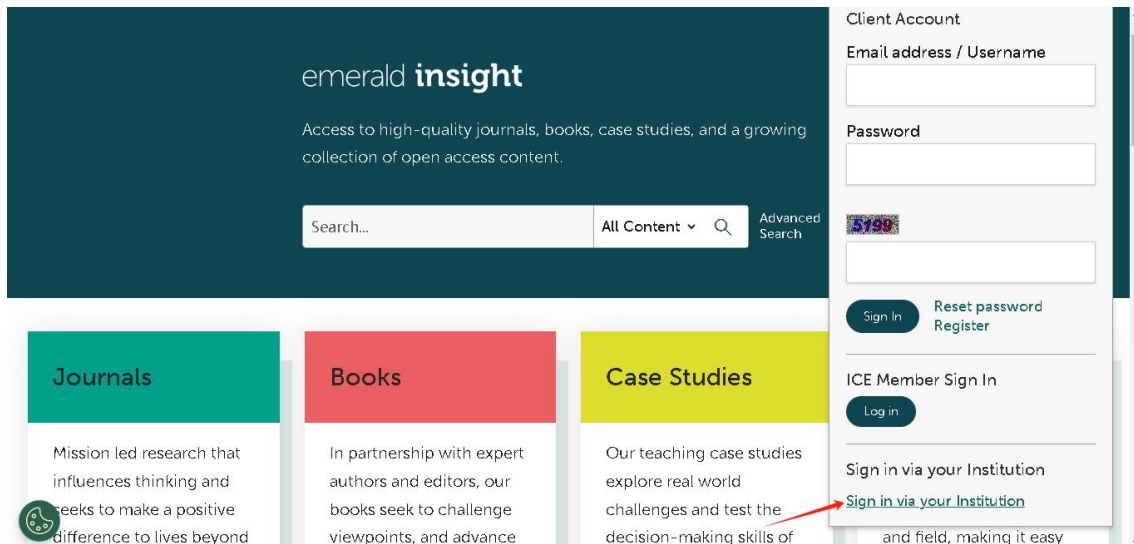 emerald insight
Access to high-quality journals, books, case studies, and a growing
collection of open access content.
Search...
All Content
Advanced
Search
Client Account
Email address / Username
Password
5199
Sign In
Reset password
Register
ICE Member Sign In
Log in
Sign in via your Institution
Sign in via your Institution
Journals
Mission led research that
influences thinking and
seeks to make a positive
difference to lives beyond
Books
In partnership with expert
authors and editors, our
books seek to challenge
viewpoints, and advance
Case Studies
Our teaching case studies
explore real world
challenges and test the
decision-making skills of
and field, making it easy